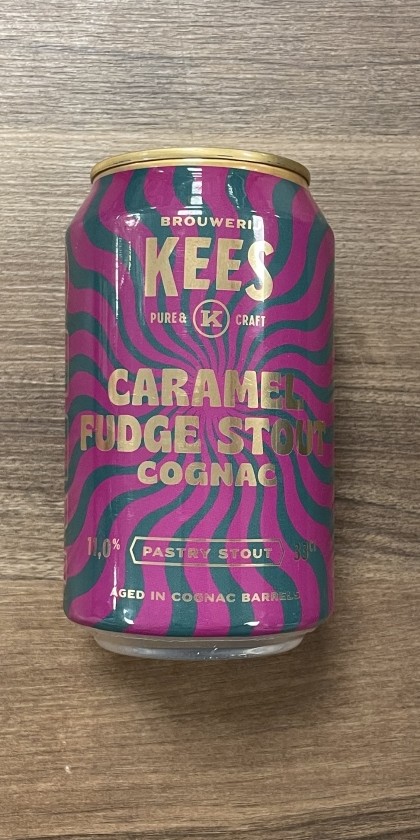 BROUWERIJ
KEES
PURE & K CRAFT
CARAMEL
FUDGE STOUT
COGNAC
11,0% PASTRY STOUT
AGED IN COGNAC BARRELS